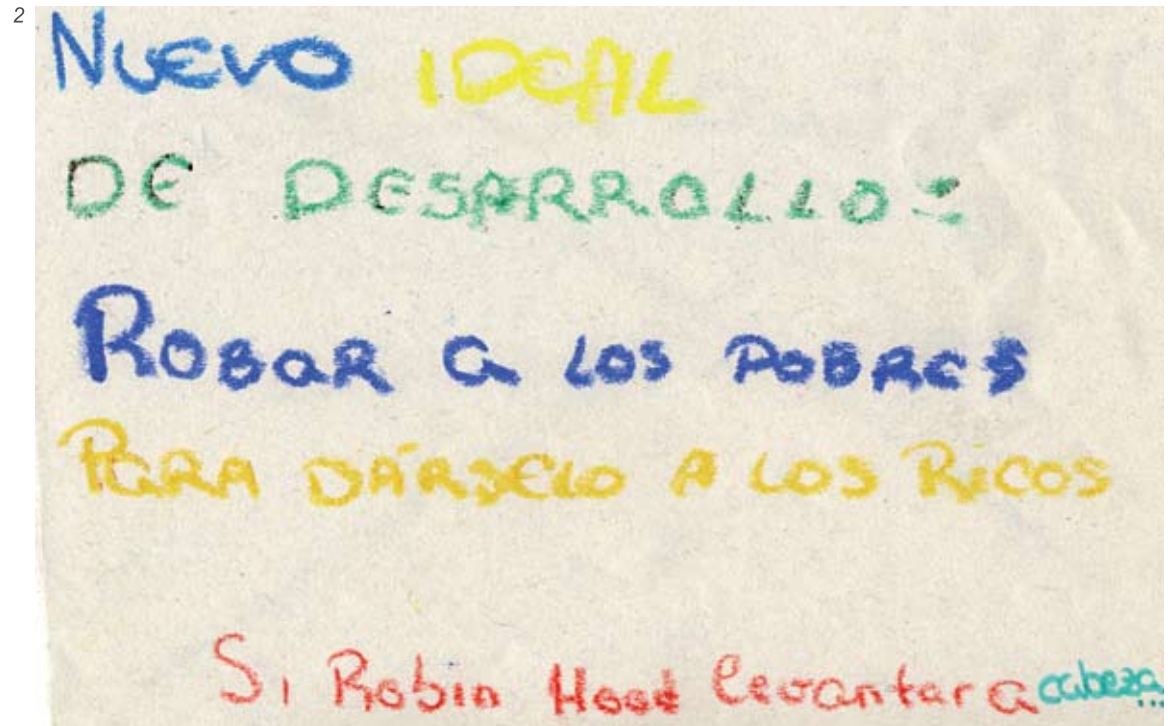 2
NUEVO IDEAL
DE DESARROLLO:
ROBAR a LOS POBRES
PARA DÁRSELO A LOS RICOS
Si Robin Hood levantara cabeza...